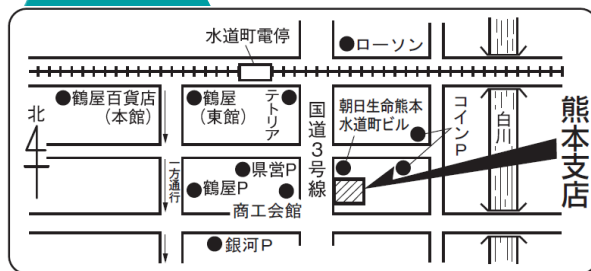 水道町電停
ローソン
鶴屋百貨店
（本館）
鶴屋
（東館）
テトリア
国道3号線
朝日生命熊本
水道町ビル
コインP
白川
熊本支店
北
一方通行
県営P
鶴屋P
商工会館
銀河P